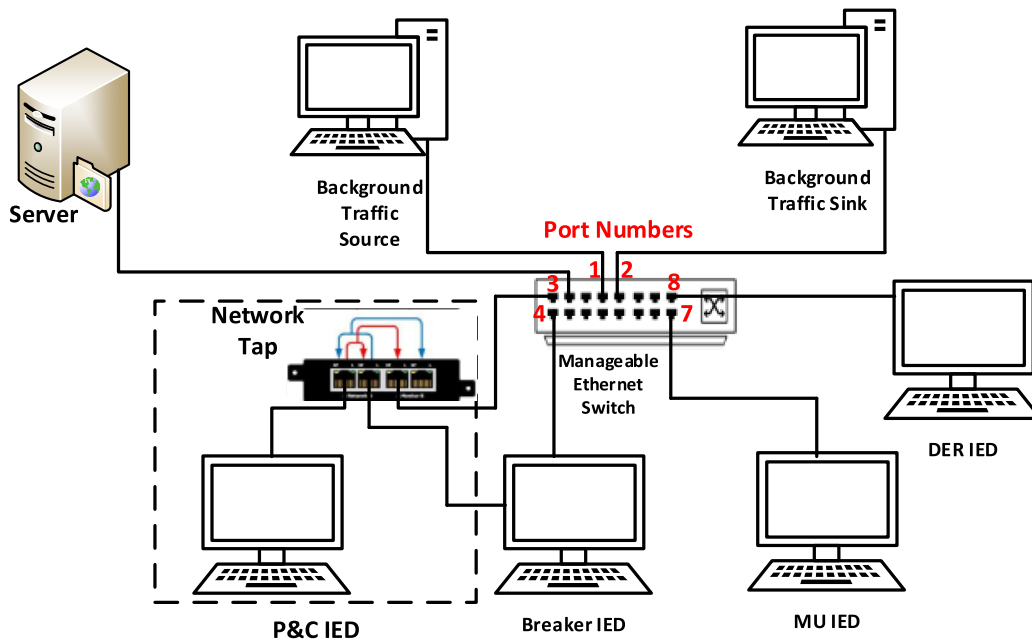 Server
Background
Traffic
Source
Background
Traffic Sink
Port Numbers
1 2
3 8
4 7
Network
Tap
Manageable
Ethernet
Switch
DER IED
P&C IED
Breaker IED
MU IED